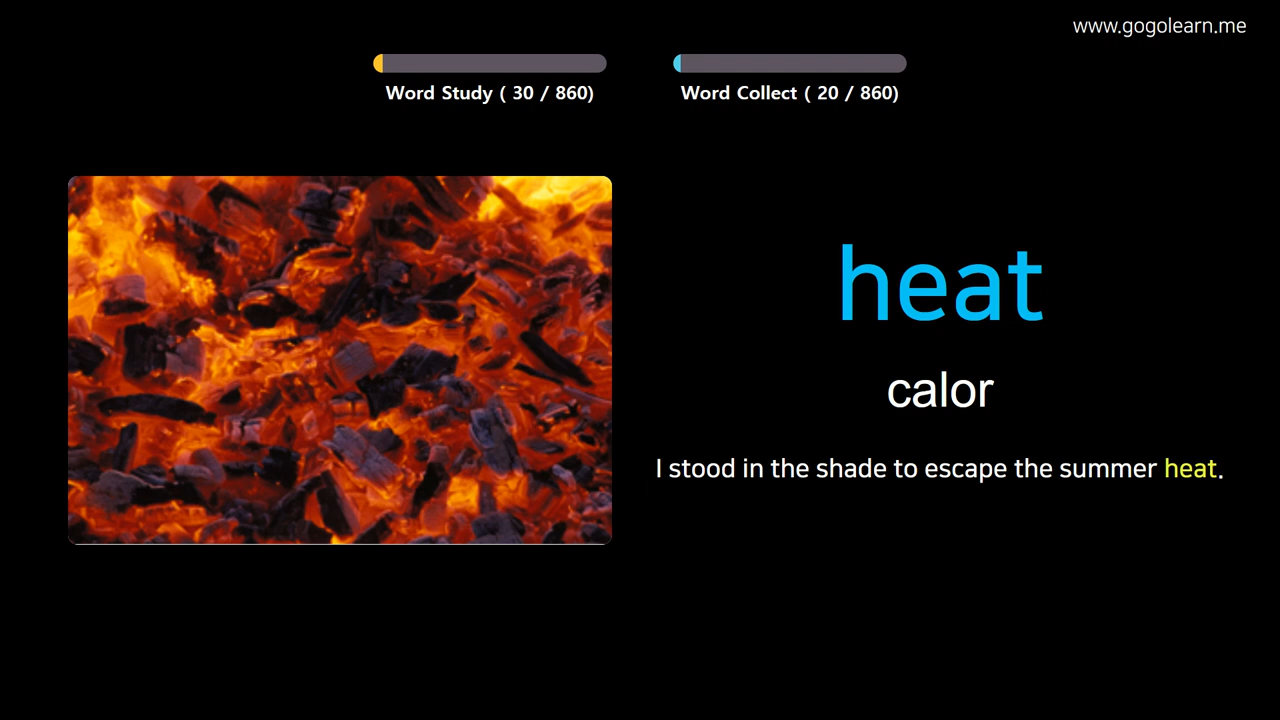 www.gogolearn.me
Word Study ( 30 / 860)
Word Collect ( 20 / 860)
heat
calor
I stood in the shade to escape the summer heat.